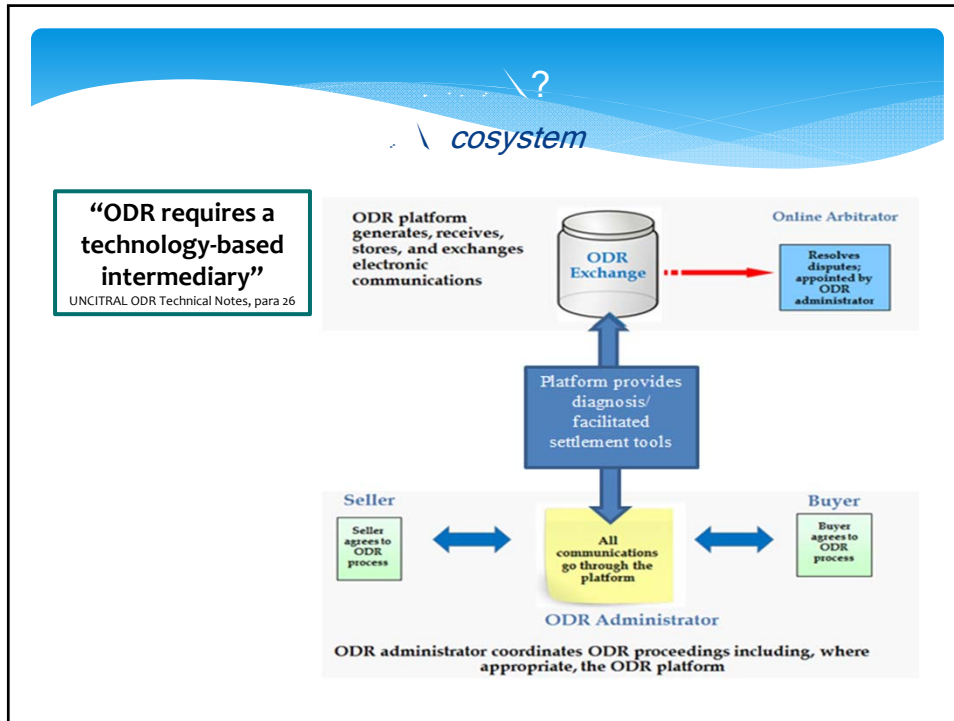 ?
cosystem
“ODR requires a
technology-based
intermediary”
UNCITRAL ODR Technical Notes, para 26
ODR platform
generates, receives,
stores, and exchanges
electronic
communications
ODR
Exchange
Online Arbitrator
Resolves
disputes;
appointed by
ODR
administrator
Platform provides
diagnosis/
facilitated
settlement tools
Seller
Seller
agrees to
ODR
process
All
communications
go through the
platform
Buyer
Buyer
agrees to
ODR
process
ODR Administrator
ODR administrator coordinates ODR proceedings including, where
appropriate, the ODR platform